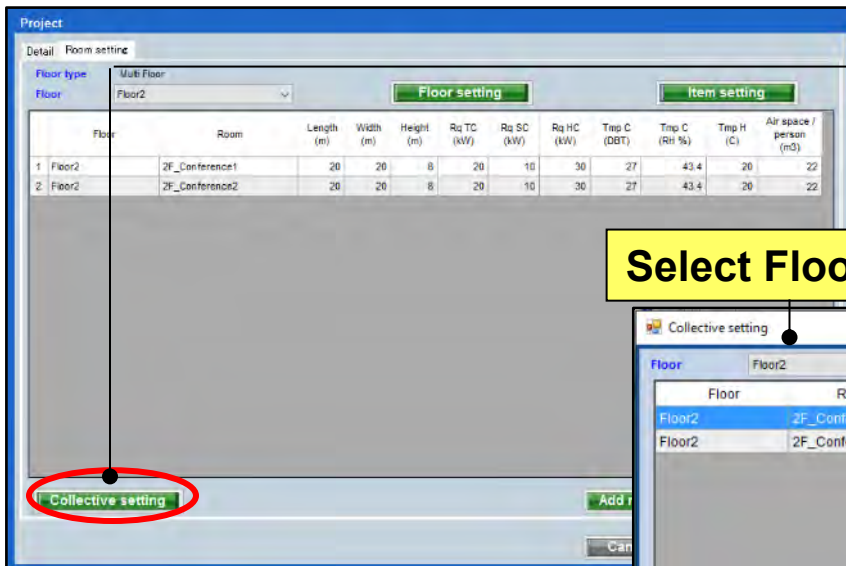 Project
Detail Room setting
Floor type Muti Floor
Floor Floor2 Floor setting Item setting
Floor Room Length (m) Width (m) Height (m) Rq TC (kW) Rq SC (kW) Rq HC (kW) Tmp C (DBT) Tmp C (RH %) Tmp H (C) Air space / person (m3)
1 Floor2 2F_Conference1 20 20 8 20 10 30 27 43.4 20 22
2 Floor2 2F_Conference2 20 20 8 20 10 30 27 43.4 20 22
Select Floo
Collective setting
Floor Floor2
Floor R
Floor2 2F_Conf
Floor2 2F_Conf
Collective setting Add r
Can